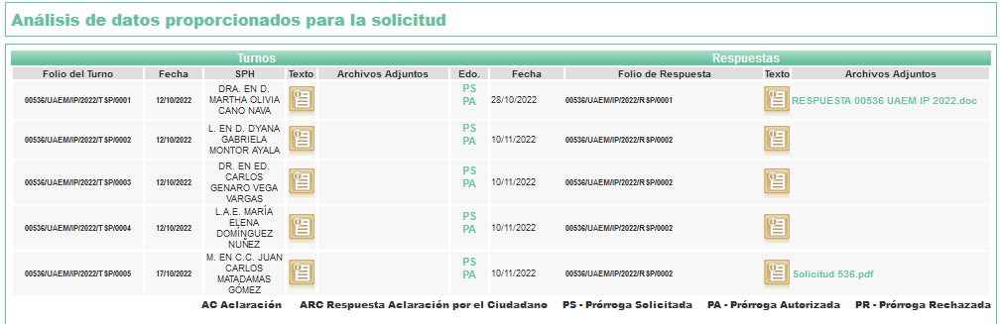 Análisis de datos proporcionados para la solicitud
Turnos Respuestas
Folio del Turno Fecha SPH Texto Archivos Adjuntos Edo. Fecha Folio de Respuesta Texto Archivos Adjuntos
00536/UAEM/IP/2022/TSP/0001 12/10/2022 DRA. EN D. MARTHA OLIVIA CANO NAVA PS PA 28/10/2022 00536/UAEM/IP/2022/RSP/0001 RESPUESTA 00536 UAEM IP 2022.doc
00536/UAEM/IP/2022/TSP/0002 12/10/2022 L. EN D. DYANA GABRIELA MONTOR AYALA PS PA 10/11/2022 00536/UAEM/IP/2022/RSP/0002
00536/UAEM/IP/2022/TSP/0003 12/10/2022 DR. EN ED. CARLOS GENARO VEGA VARGAS PS PA 10/11/2022 00536/UAEM/IP/2022/RSP/0002
00536/UAEM/IP/2022/TSP/0004 12/10/2022 L.A.E. MARÍA ELENA DOMÍNGUEZ NUÑEZ PS PA 10/11/2022 00536/UAEM/IP/2022/RSP/0002
00536/UAEM/IP/2022/TSP/0005 17/10/2022 M. EN C.C. JUAN CARLOS MATADAMAS GÓMEZ PS PA 10/11/2022 00536/UAEM/IP/2022/RSP/0002 Solicitud 536.pdf
AC Aclaración ARC Respuesta Aclaración por el Ciudadano PS - Prórroga Solicitada PA - Prórroga Autorizada PR - Prórroga Rechazada